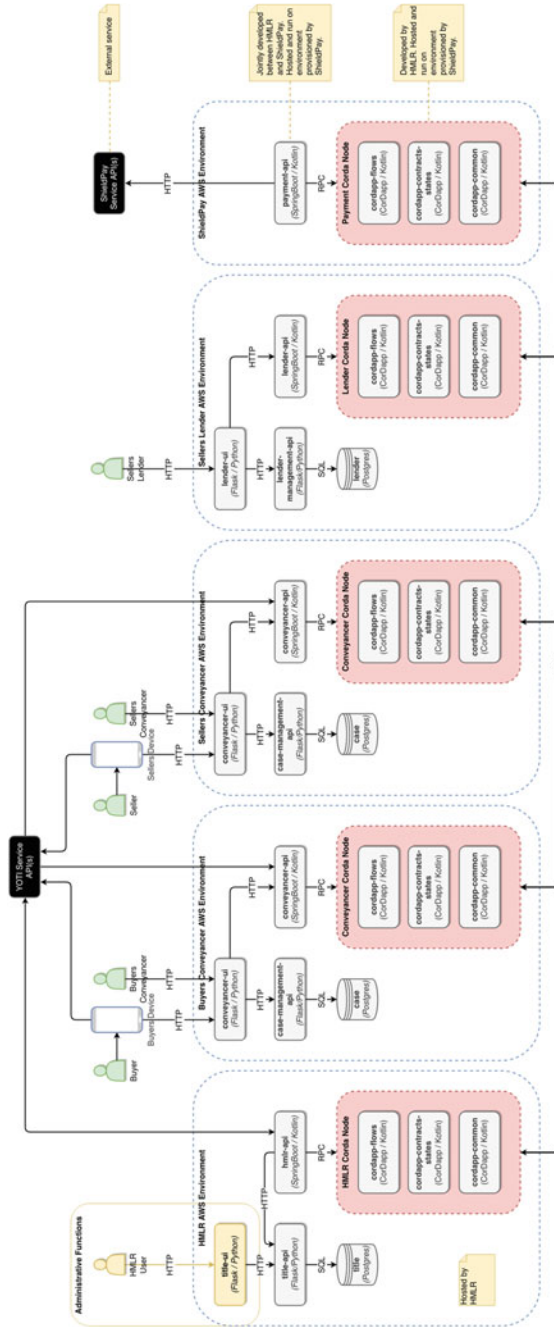 Administrative Functions
HMLR
User
HTTP
HMLR AWS Environment
title-ui
(Flask / Python)
HTTP
HTTP
title-api
(Flask/Python)
hmlr-api
(SpringBoot / Kotlin)
SQL
RPC
title
(Postgres)
Hosted by
HMLR
HMLR Corda Node
cordapp-flows
(CorDapp / Kotlin)
cordapp-contracts-
states
(CorDapp / Kotlin)
cordapp-common
(CorDapp / Kotlin)
YOTI Service
API(s)
Buyer
Buyers Device
HTTP
Buyers
Conveyancer
HTTP
Buyers Conveyancer AWS Environment
conveyancer-ui
(Flask / Python)
HTTP
HTTP
case-management-
api
(Flask/Python)
conveyancer-api
(SpringBoot / Kotlin)
SQL
RPC
case
(Postgres)
Conveyancer Corda Node
cordapp-flows
(CorDapp / Kotlin)
cordapp-contracts-
states
(CorDapp / Kotlin)
cordapp-common
(CorDapp / Kotlin)
Seller
Sellers Device
HTTP
Sellers
Conveyancer
HTTP
Sellers Conveyancer AWS Environment
conveyancer-ui
(Flask / Python)
HTTP
HTTP
case-management-
api
(Flask/Python)
conveyancer-api
(SpringBoot / Kotlin)
SQL
RPC
case
(Postgres)
Conveyancer Corda Node
cordapp-flows
(CorDapp / Kotlin)
cordapp-contracts-
states
(CorDapp / Kotlin)
cordapp-common
(CorDapp / Kotlin)
Sellers
Lender
HTTP
Sellers Lender AWS Environment
lender-ui
(Flask / Python)
HTTP
HTTP
lender-
management-api
(Flask/Python)
lender-api
(SpringBoot / Kotlin)
SQL
RPC
lender
(Postgres)
Lender Corda Node
cordapp-flows
(CorDapp / Kotlin)
cordapp-contracts-
states
(CorDapp / Kotlin)
cordapp-common
(CorDapp / Kotlin)
ShieldPay
Service API(s)
HTTP
ShieldPay AWS Environment
payment-api
(SpringBoot / Kotlin)
RPC
Payment Corda Node
cordapp-flows
(CorDapp / Kotlin)
cordapp-contracts-
states
(CorDapp / Kotlin)
cordapp-common
(CorDapp / Kotlin)
External service
Jointly developed
between HMLR
and ShieldPay.
Hosted and run on
environment
provisioned by
ShieldPay.
Developed by
HMLR. Hosted and
run on
environment
provisioned by
ShieldPay.